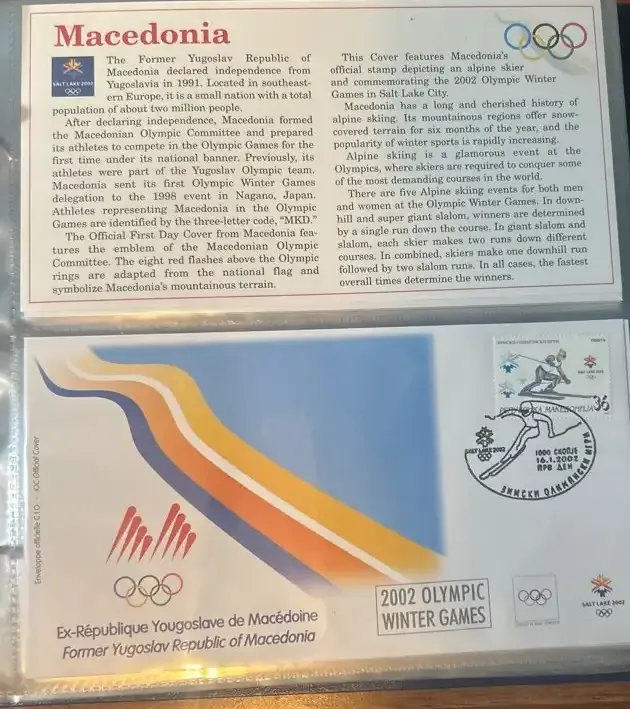 Macedonia
SALT LAKE 2002
The Former Yugoslav Republic of
Macedonia declared independence from
Yugoslavia in 1991. Located in southeast-
ern Europe, it is a small nation with a total
population of about two million people.
After declaring independence, Macedonia formed
the Macedonian Olympic Committee and prepared
its athletes to compete in the Olympic Games for the
first time under its national banner. Previously, its
athletes were part of the Yugoslav Olympic team.
Macedonia sent its first Olympic Winter Games
delegation to the 1998 event in Nagano, Japan.
Athletes representing Macedonia in the Olympic
Games are identified by the three-letter code, “MKD.”
The Official First Day Cover from Macedonia fea-
tures the emblem of the Macedonian Olympic
Committee. The eight red flashes above the Olympic
rings are adapted from the national flag and
symbolize Macedonia's mountainous terrain.
This Cover features Macedonia's
official stamp depicting an alpine skier
and commemorating the 2002 Olympic Winter
Games in Salt Lake City.
Macedonia has a long and cherished history of
alpine skiing. Its mountainous regions offer snow-
covered terrain for six months of the year, and the
popularity of winter sports is rapidly increasing.
Alpine skiing is a glamorous event at the
Olympics, where skiers are required to conquer some
of the most demanding courses in the world.
There are five Alpine skiing events for both men
and women at the Olympic Winter Games. In down-
hill and super giant slalom, winners are determined
by a single run down the course. In giant slalom and
slalom, each skier makes two runs down different
courses. In combined, skiers make one downhill run
followed by two slalom runs. In all cases, the fastest
overall times determine the winners.
Enveloppe officielle C.I.O. - IOC Official Cover
РЕПУБЛИКА МАКЕДОНИЈА 36
SALT LAKE 2002
1000 СКОПЈЕ
16.1.2002
ПРВ ДЕН
ЗИМСКИ ОЛИМПИСКИ ИГРИ
Ex-République Yougoslave de Macédoine
Former Yugoslav Republic of Macedonia
2002 OLYMPIC
WINTER GAMES
SALT LAKE 2002